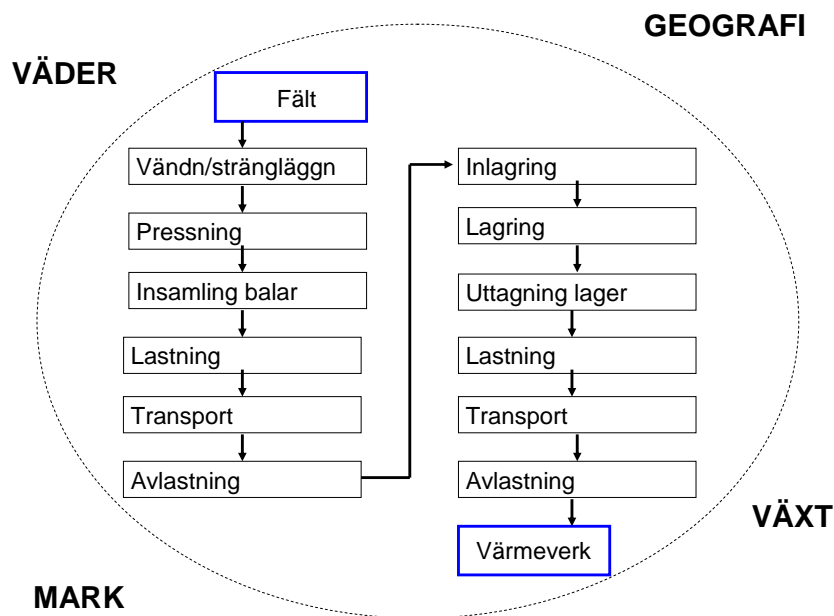 GEOGRAFI
VÄDER
Fält
Vändn/strängläggn
Pressning
Insamling balar
Lastning
Transport
Avlastning
Inlagring
Lagring
Uttagning lager
Lastning
Transport
Avlastning
Värmeverk
VÄXT
MARK